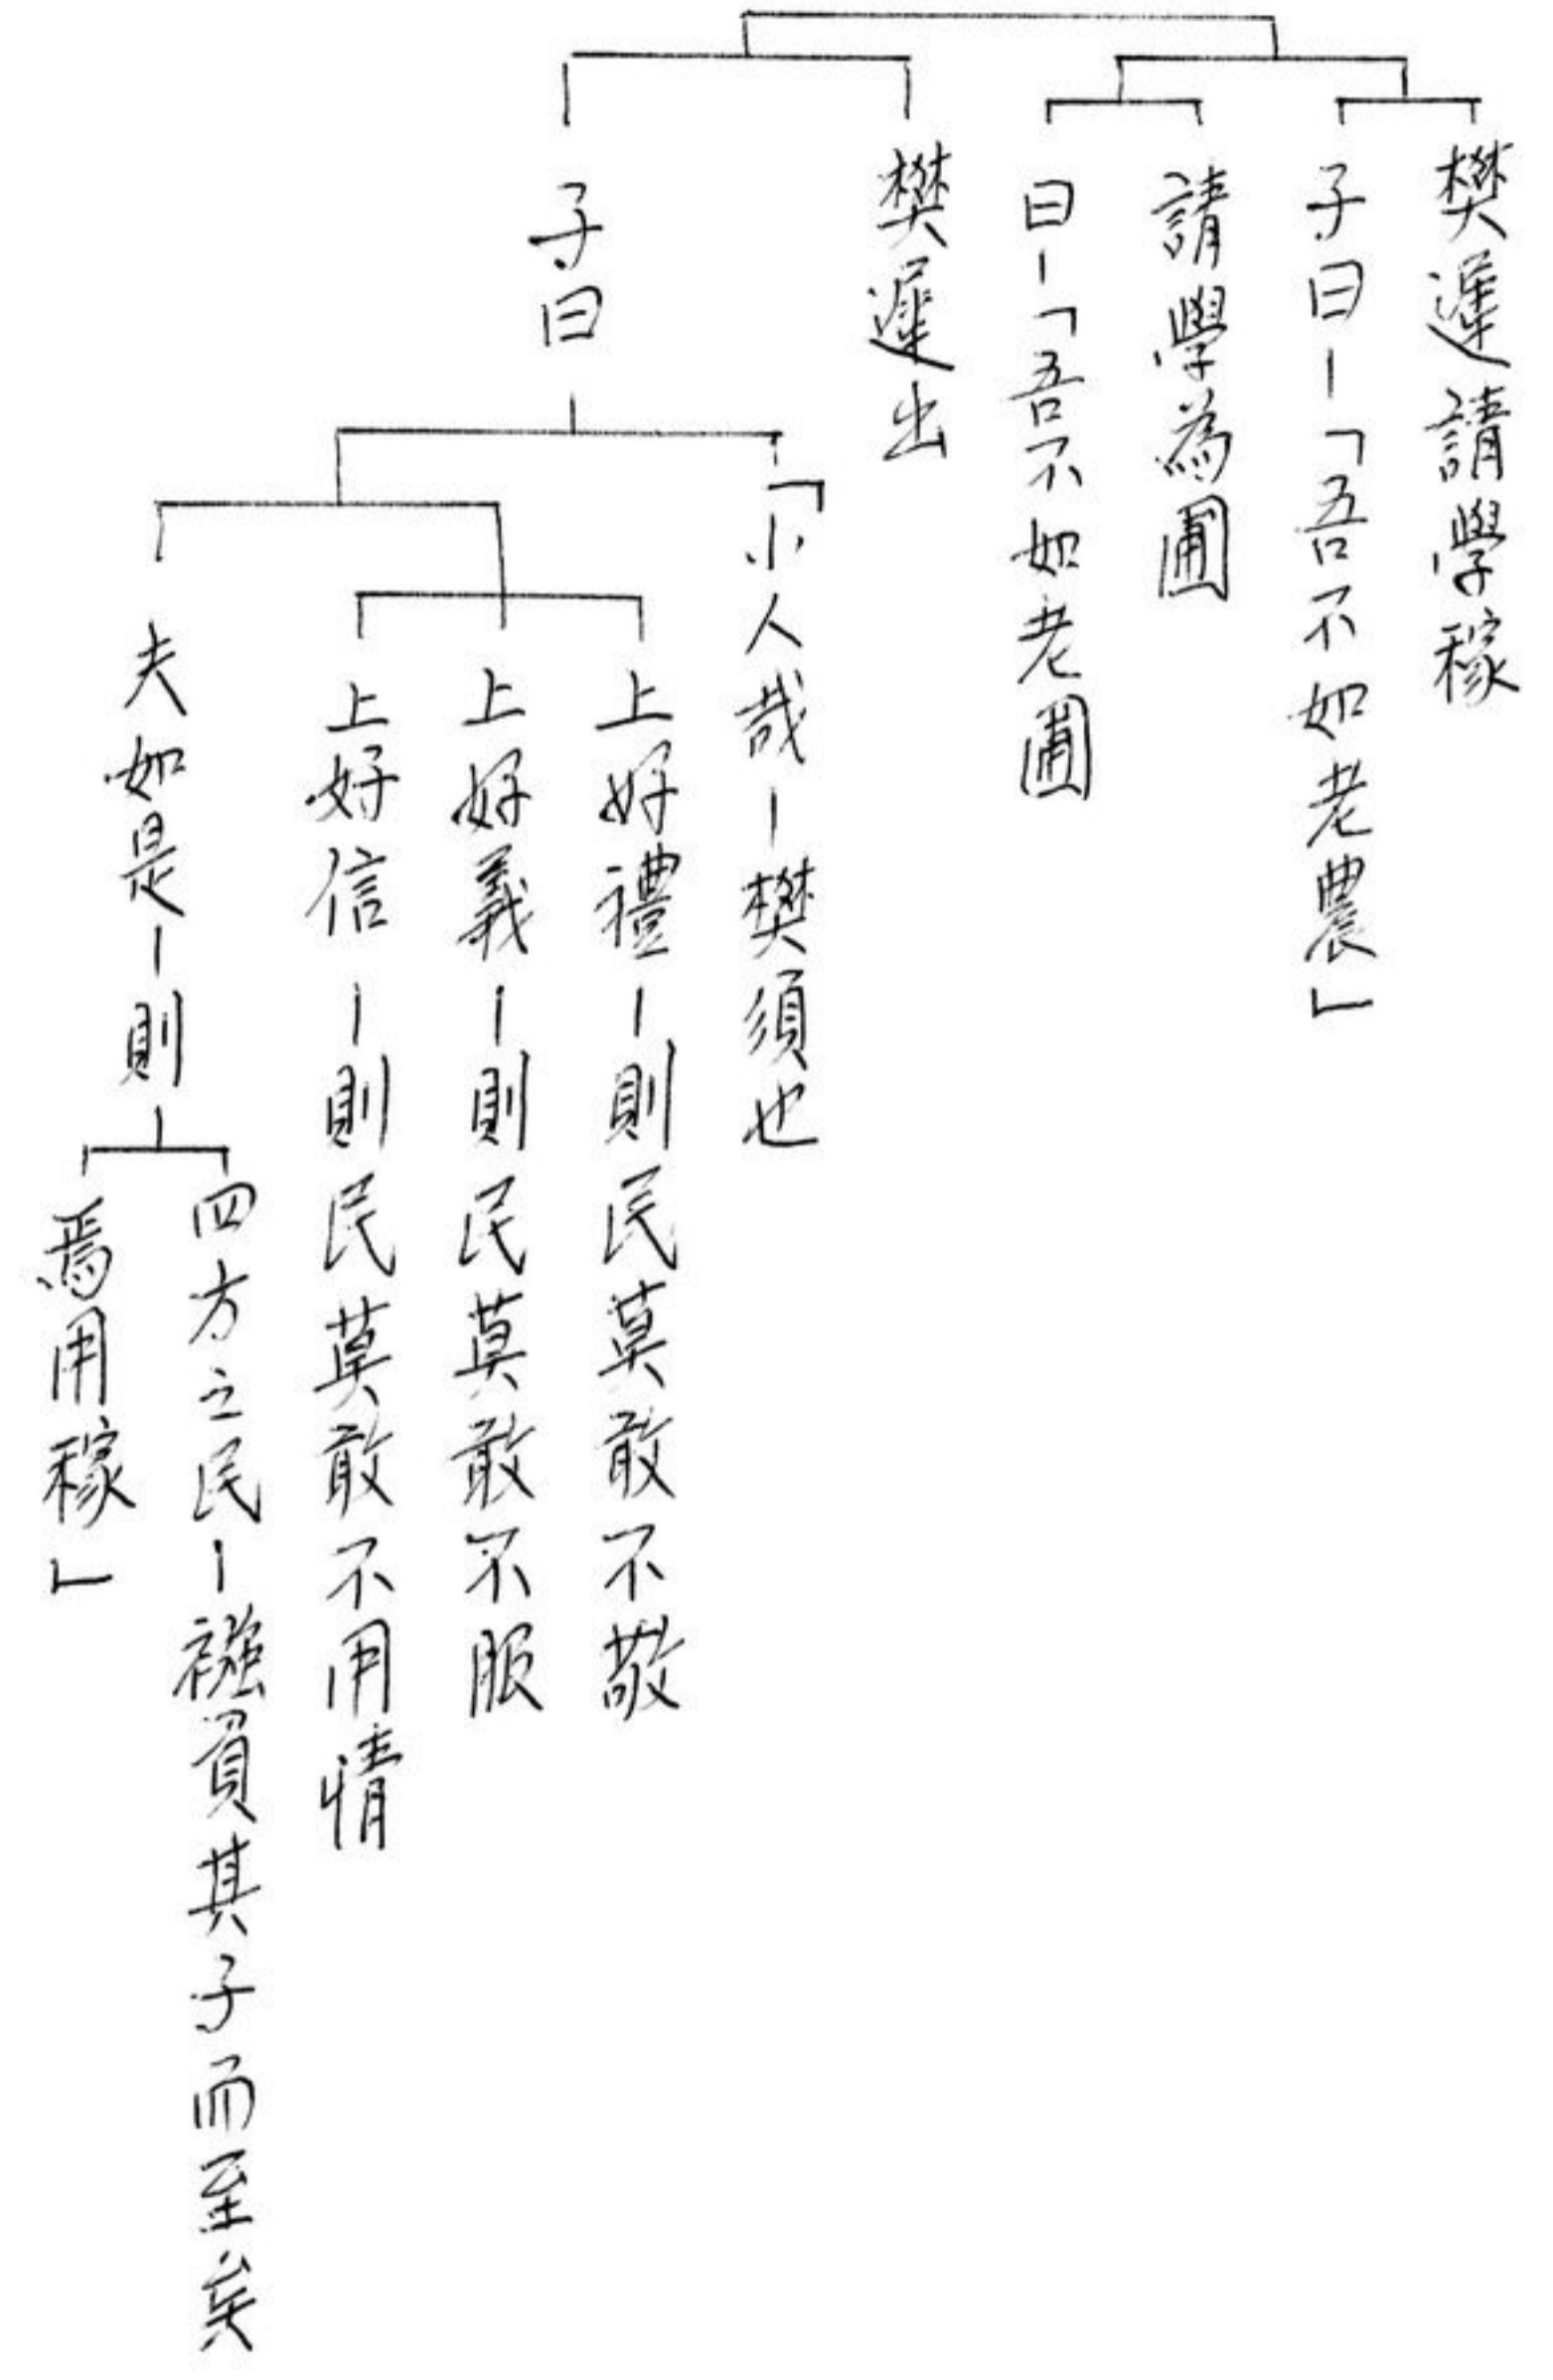 樊遲請學稼
子曰-「吾不如老農」
請學為圃
曰-「吾不如老圃
樊遲出
子曰
「小人哉-樊須也
上好禮-則民莫敢不敬
上好義-則民莫敢不服
上好信-則民莫敢不用情
夫如是-則-
四方之民-襁負其子而至矣
焉用稼」